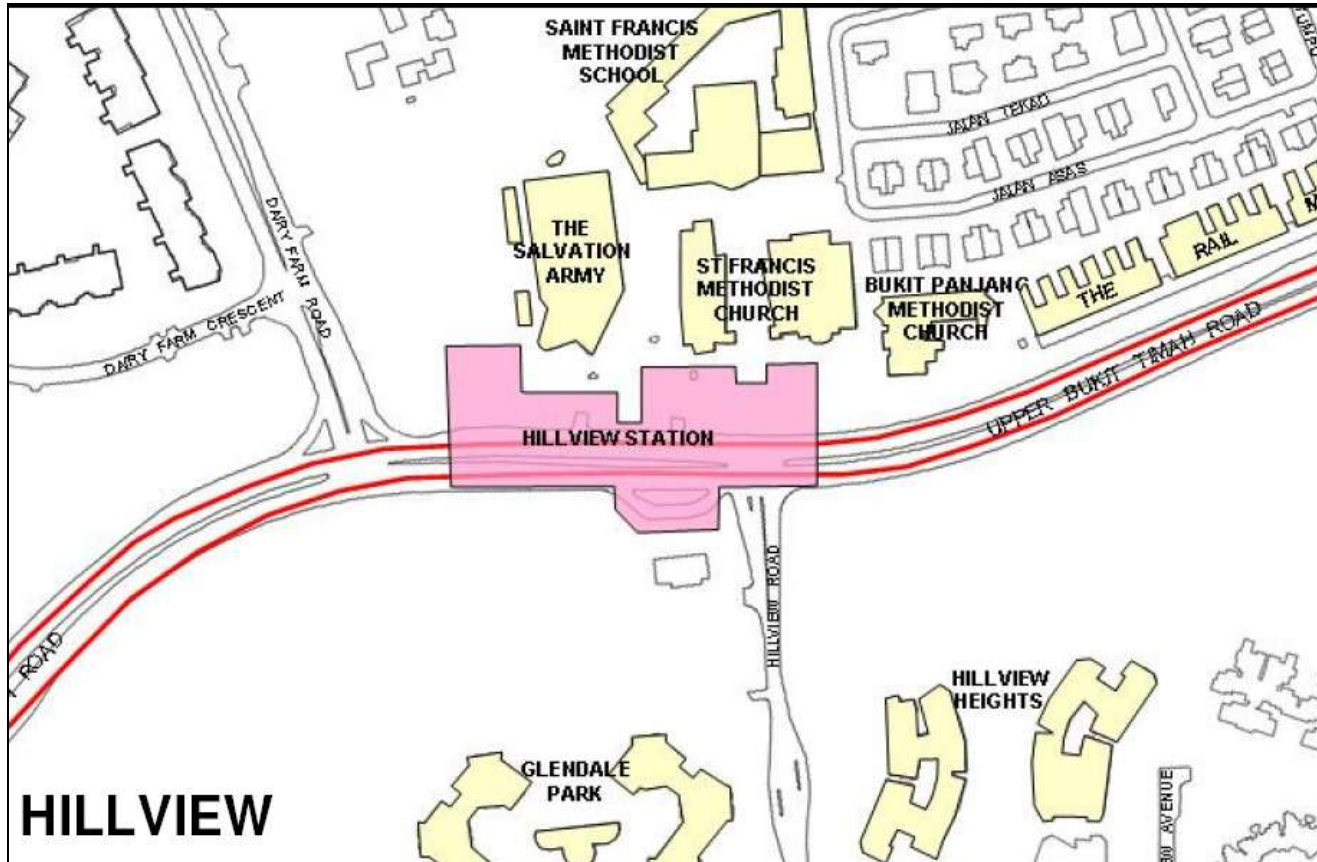 SAINT FRANCIS
METHODIST
SCHOOL
JALAN TEKAD
JALAN ASAS
DAIRY FARM ROAD
THE
SALVATION
ARMY
ST FRANCIS
METHODIST
CHURCH
BUKIT PANJANG
METHODIST
CHURCH
THE
RAIL
DAIRY FARM CRESCENT
UPPER BUKIT TIMAH ROAD
HILLVIEW STATION
HILLVIEW ROAD
ROAD
HILLVIEW
HEIGHTS
GLENDALE
PARK
AVENUE
HILLVIEW